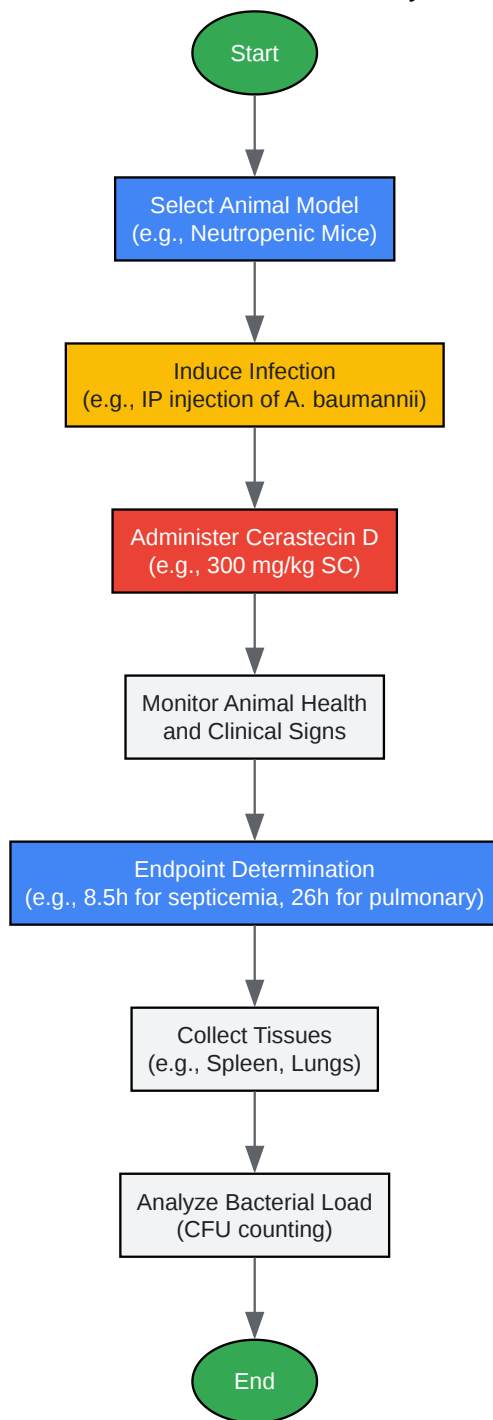 Start
Select Animal Model
(e.g., Neutropenic Mice)
Induce Infection
(e.g., IP injection of A. baumannii)
Administer Cerastecin D
(e.g., 300 mg/kg SC)
Monitor Animal Health
and Clinical Signs
Endpoint Determination
(e.g., 8.5h for septicemia, 26h for pulmonary)
Collect Tissues
(e.g., Spleen, Lungs)
Analyze Bacterial Load
(CFU counting)
End